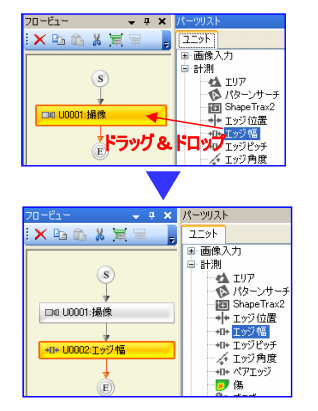 フロービュー
パーツリスト
ユニット
画像入力
計測
エリア
パターンサーチ
ShapeTrax2
エッジ位置
エッジ幅
エッジピッチ
エッジ角度
S
U0001:撮像
E
ドラッグ & ドロップ
フロービュー
パーツリスト
ユニット
画像入力
計測
エリア
パターンサーチ
ShapeTrax2
エッジ位置
エッジ幅
エッジピッチ
エッジ角度
ペアエッジ
傷
S
U0001:撮像
U0002:エッジ幅
E